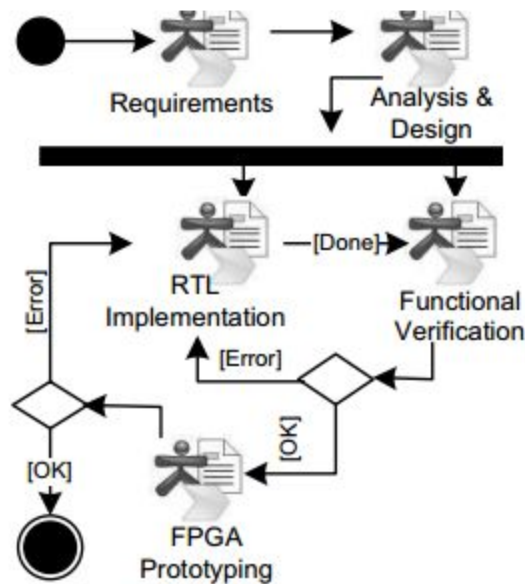 Requirements
Analysis &
Design
[Done]
RTL
Implementation
Functional
Verification
[Error]
[Error]
[OK]
[OK]
FPGA
Prototyping